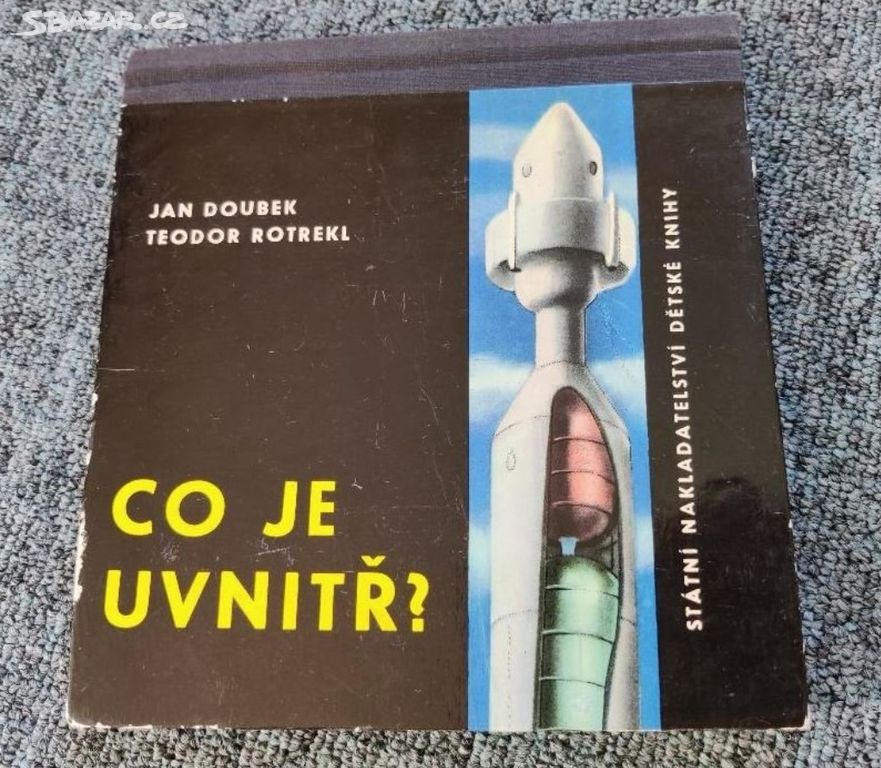 SBAZAR.CZ
JAN DOUBEK
TEODOR ROTREKL
CO JE
UVNITŘ?
STÁTNÍ NAKLADATELSTVÍ DĚTSKÉ KNIHY